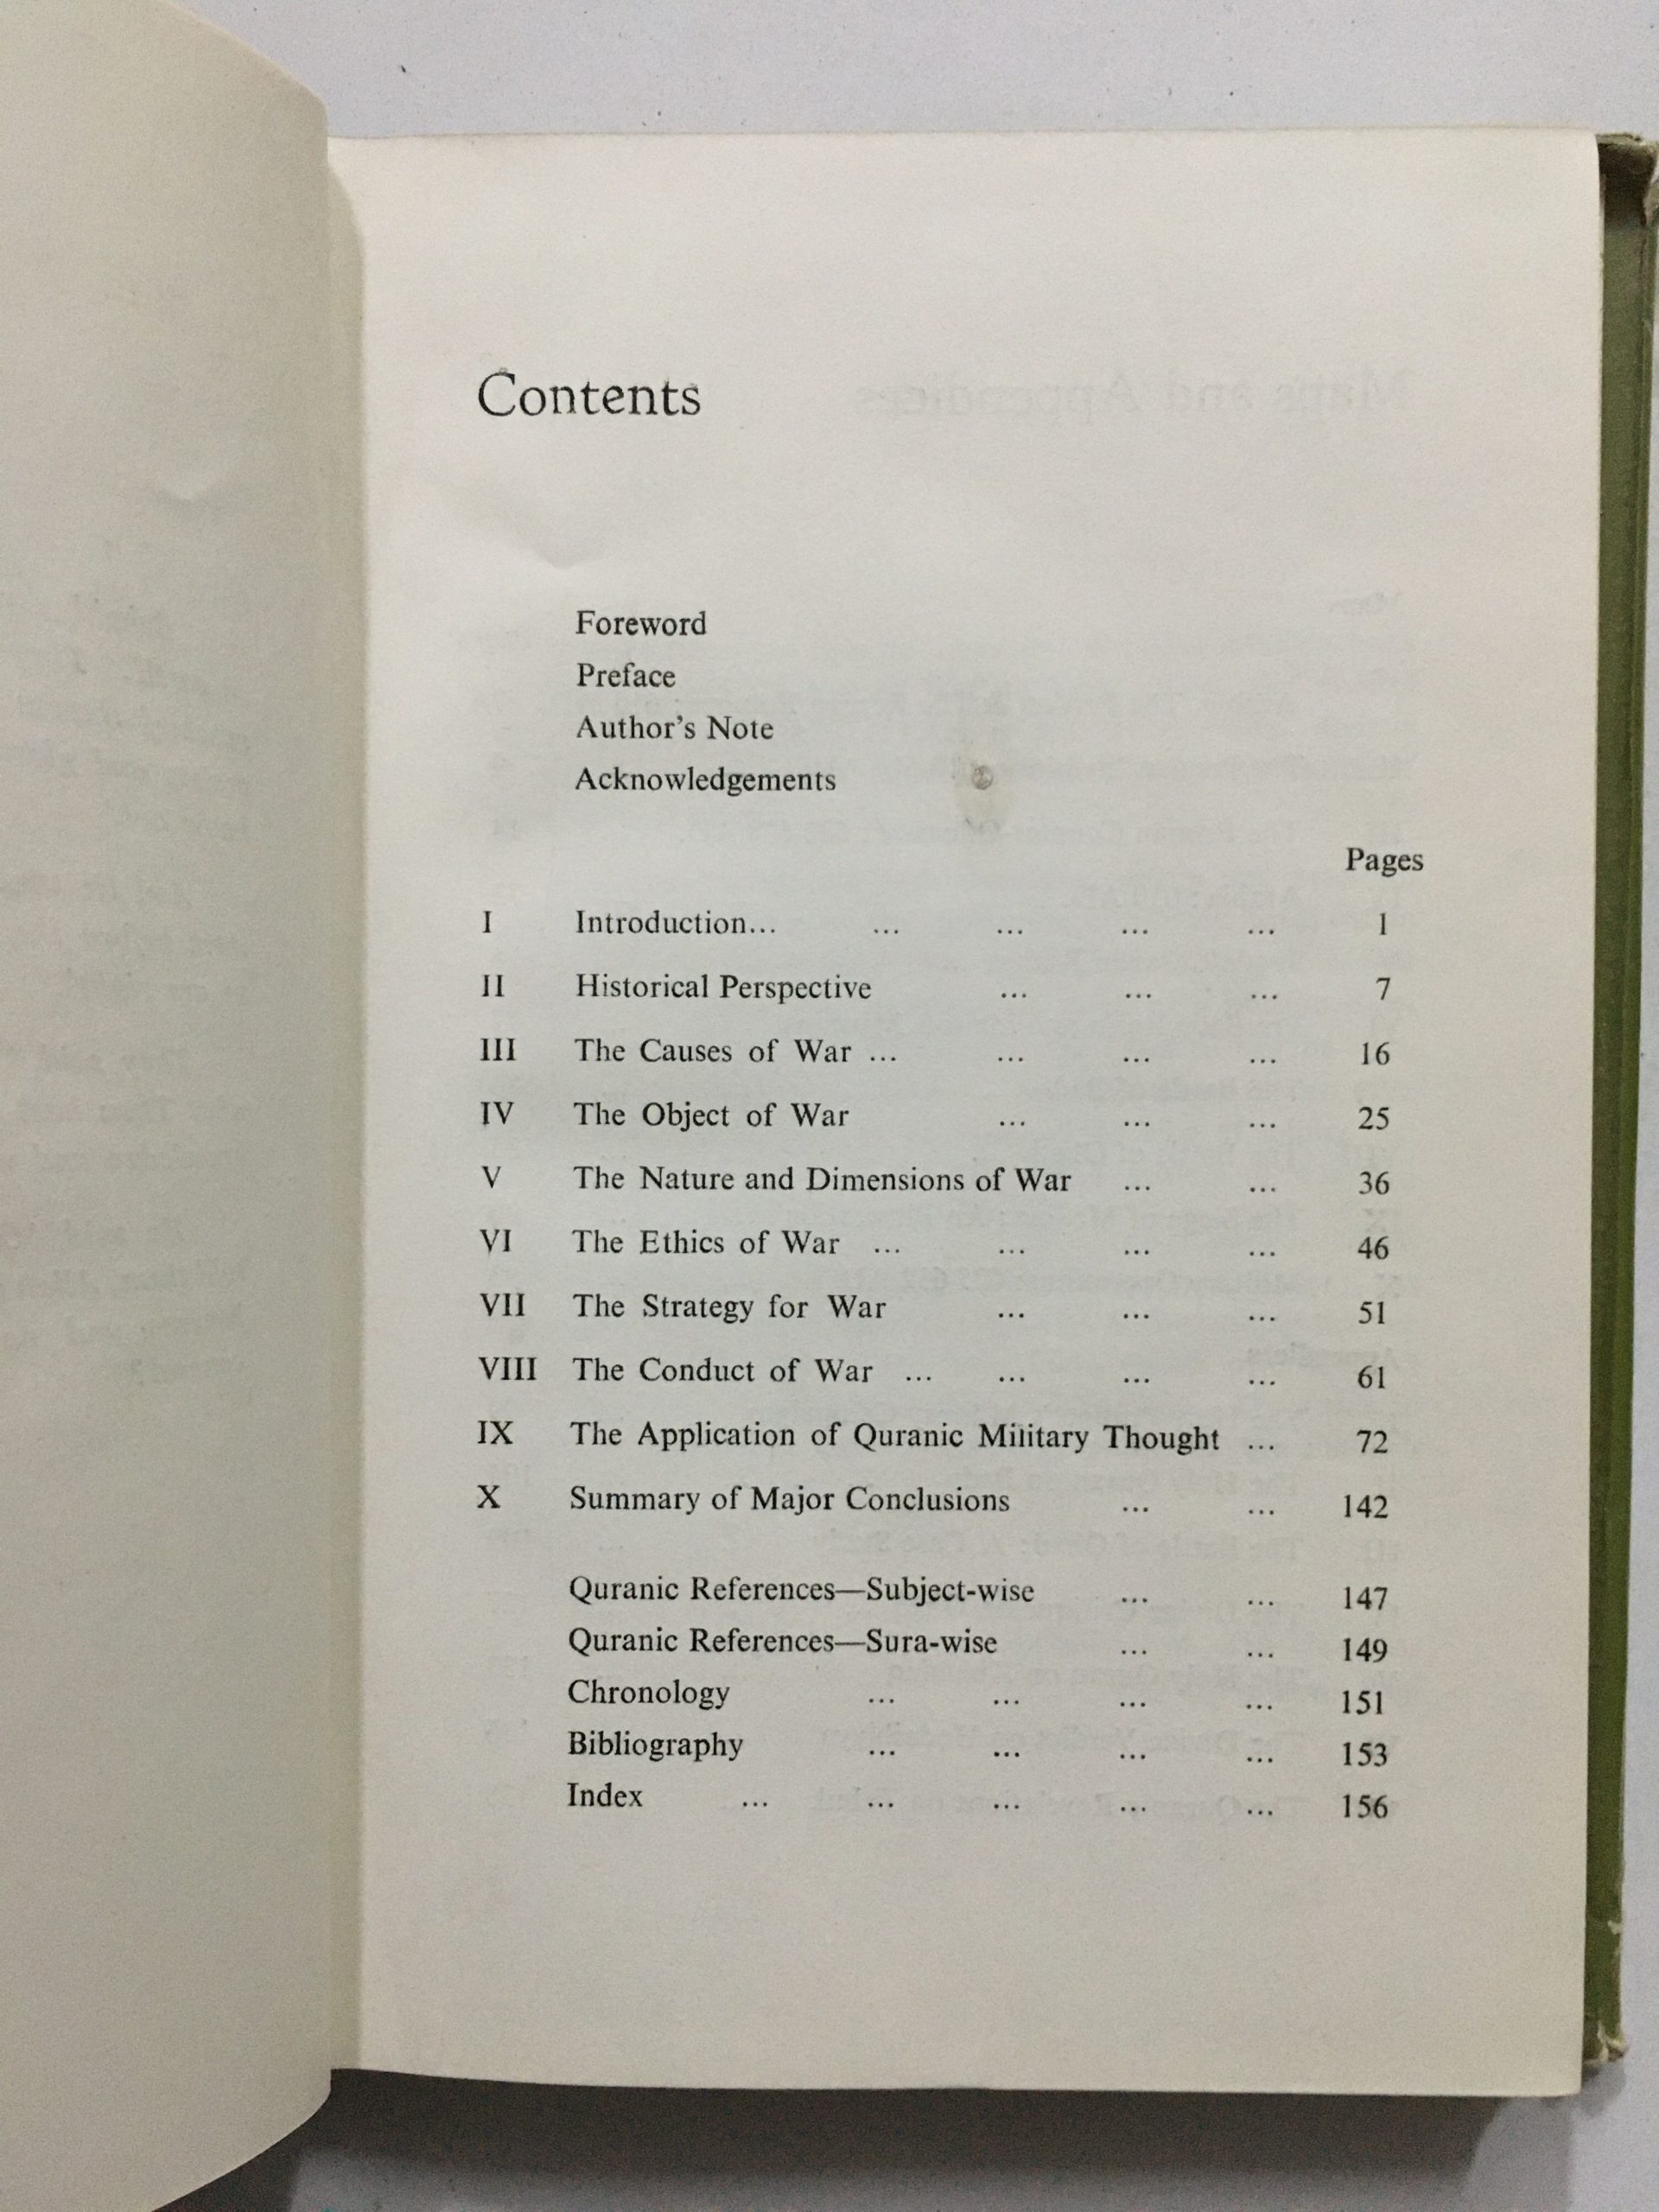 Contents
Foreword
Preface
Author's Note
Acknowledgements
Pages
I Introduction... ... ... ... ... 1
II Historical Perspective ... ... ... 7
III The Causes of War ... ... ... ... 16
IV The Object of War ... ... ... 25
V The Nature and Dimensions of War ... ... 36
VI The Ethics of War ... ... ... ... 46
VII The Strategy for War ... ... ... 51
VIII The Conduct of War ... ... ... ... 61
IX The Application of Quranic Military Thought ... 72
X Summary of Major Conclusions ... ... 142
Quranic References—Subject-wise ... ... 147
Quranic References—Sura-wise ... ... 149
Chronology ... ... ... ... 151
Bibliography ... ... ... ... 153
Index ... ... ... ... ... 156